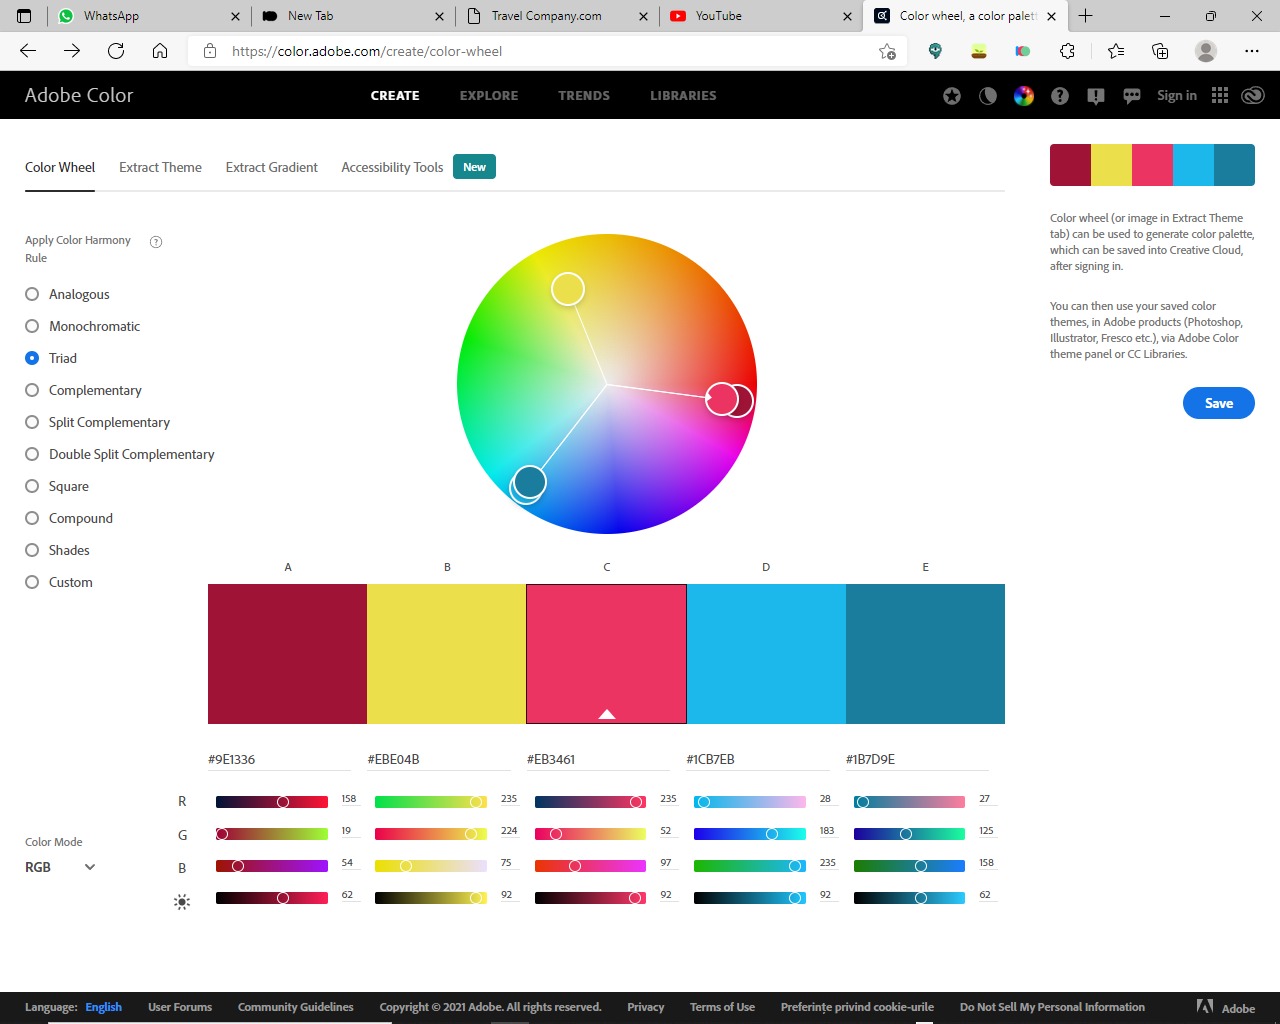 WhatsApp
New Tab
Travel Company.com
YouTube
Color wheel, a color palet
https://color.adobe.com/create/color-wheel
Adobe Color
CREATE
EXPLORE
TRENDS
LIBRARIES
Sign in
Color Wheel
Extract Theme
Extract Gradient
Accessibility Tools
New
Color wheel (or image in Extract Theme
tab) can be used to generate color palette,
which can be saved into Creative Cloud,
after signing in.
You can then use your saved color
themes, in Adobe products (Photoshop,
Illustrator, Fresco etc.), via Adobe Color
theme panel or CC Libraries.
Save
Apply Color Harmony
Rule
Analogous
Monochromatic
Triad
Complementary
Split Complementary
Double Split Complementary
Square
Compound
Shades
Custom
A B C D E
#9E1336 #EBE04B #EB3461 #1CB7EB #1B7D9E
R 158 235 235 28 27
G 19 224 52 183 125
B 54 75 97 235 158
62 92 92 92 62
Color Mode
RGB
Language: English User Forums Community Guidelines Copyright © 2021 Adobe. All rights reserved. Privacy Terms of Use Preferințe privind cookie-urile Do Not Sell My Personal Information Adobe